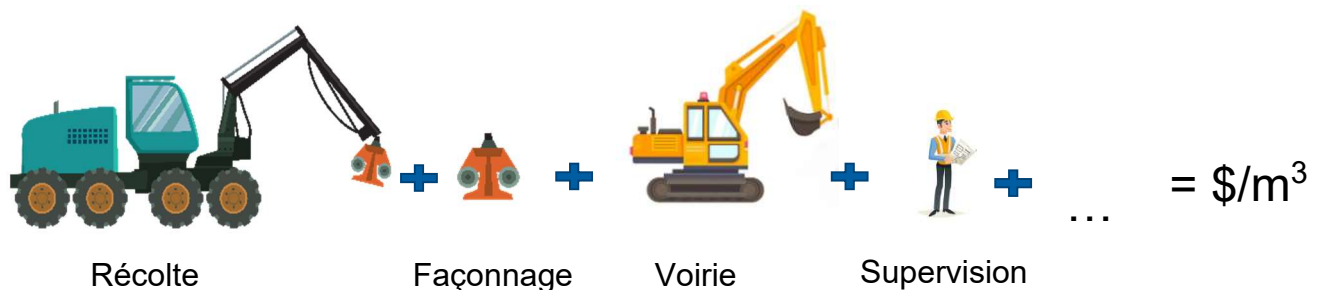 … = $/m³
Récolte Façonnage Voirie Supervision